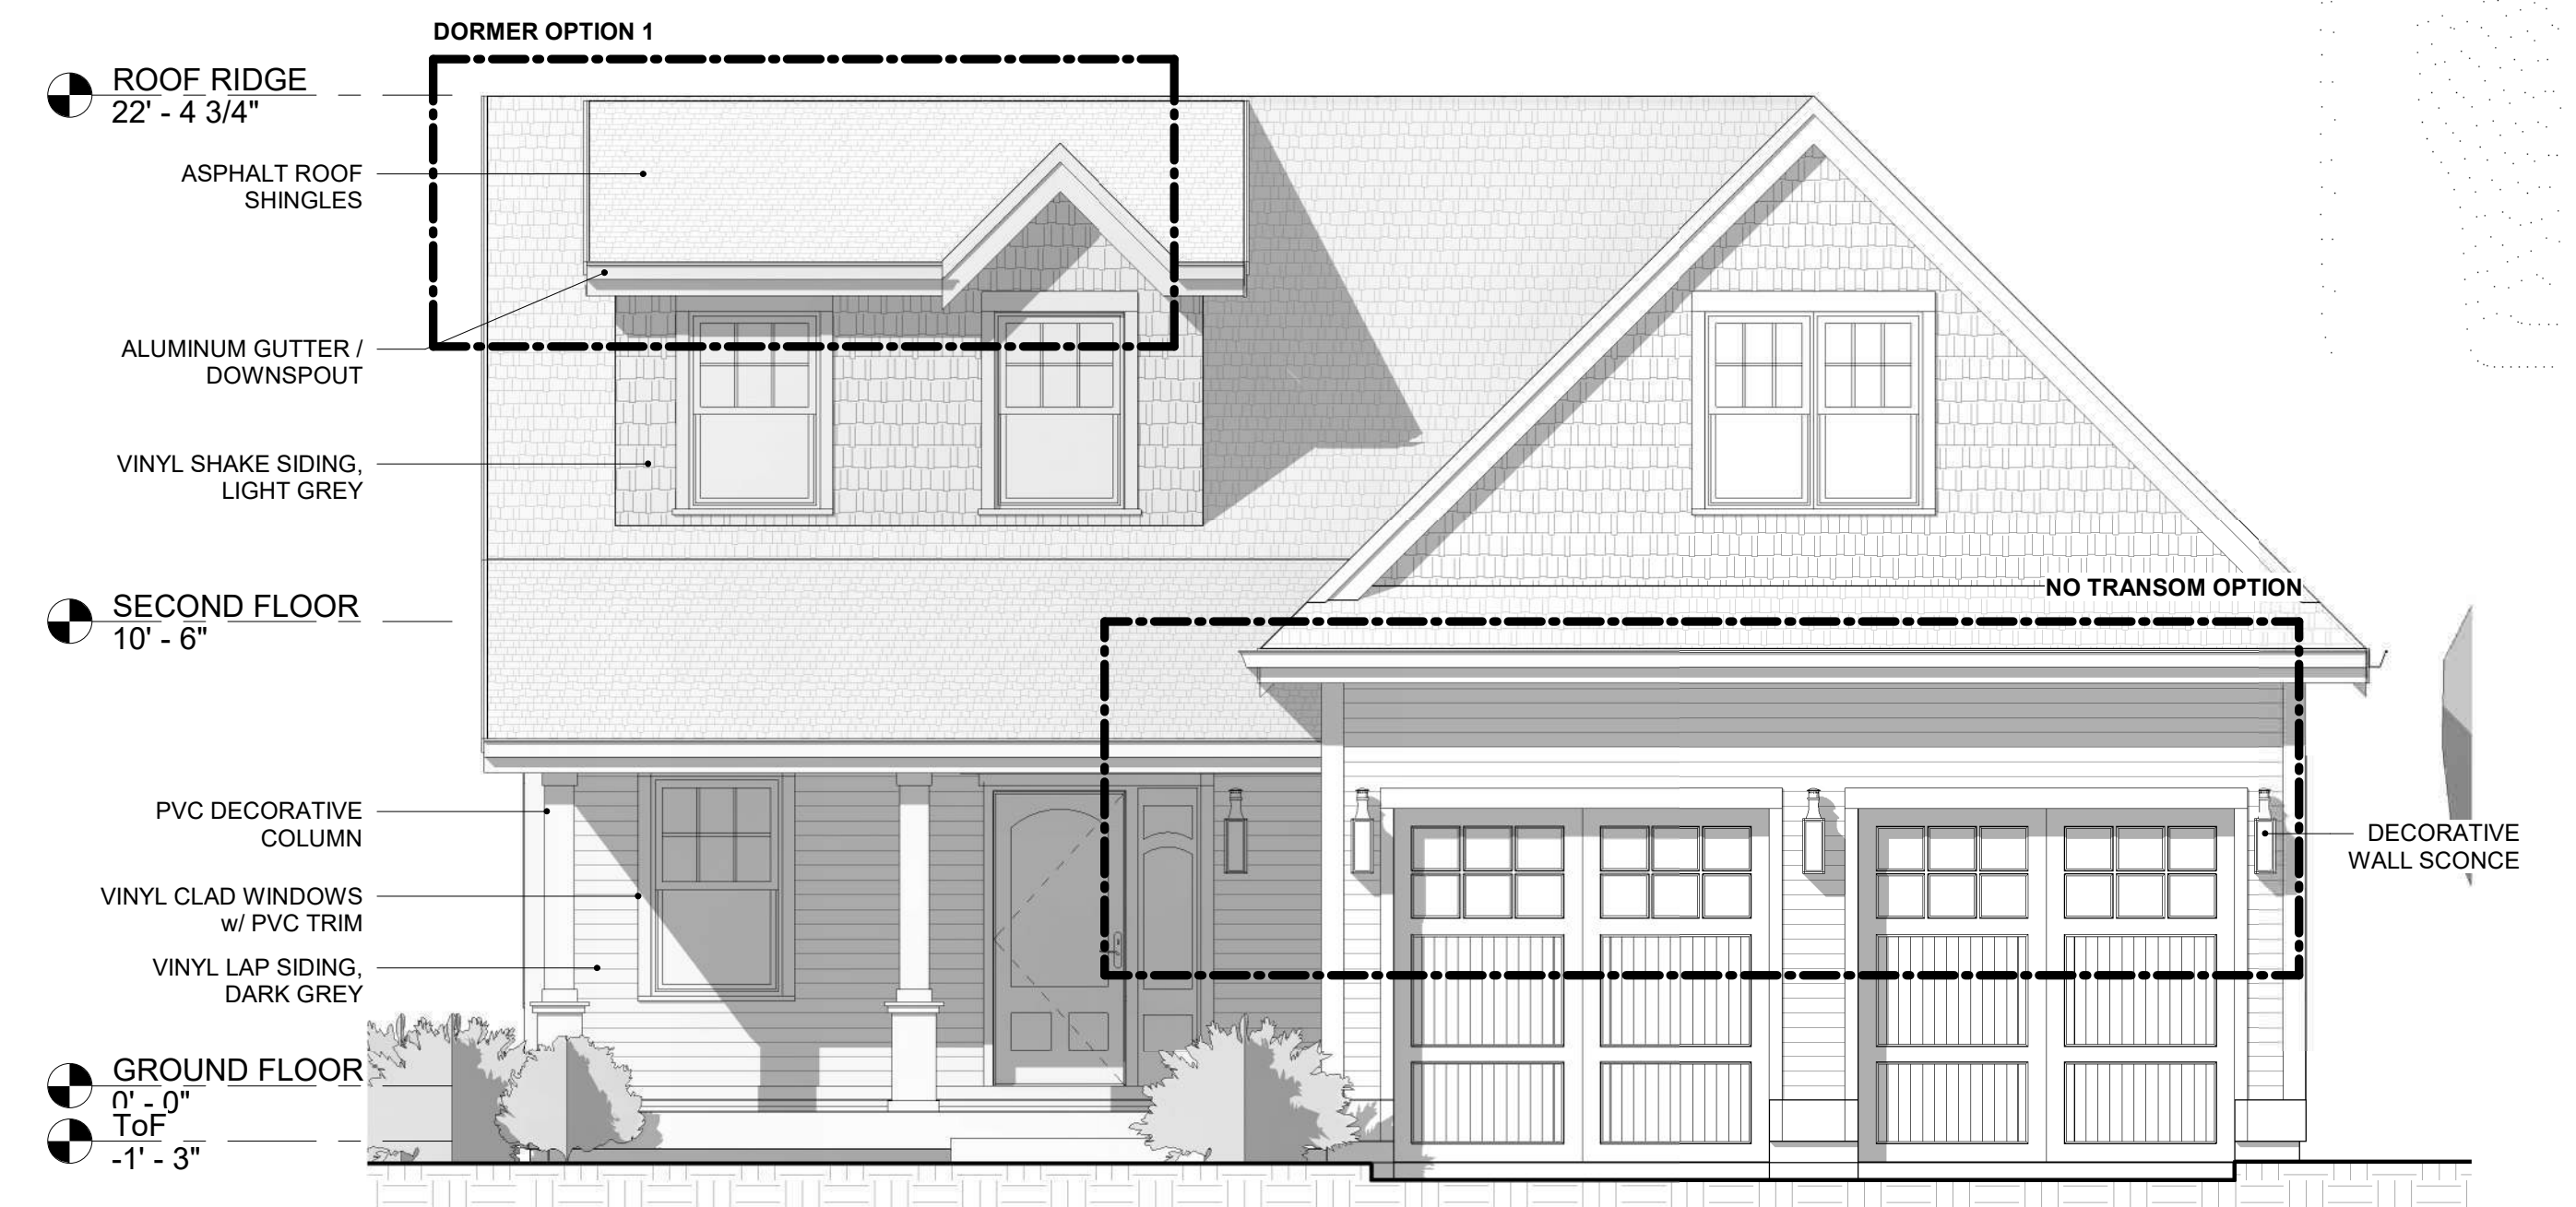 DORMER OPTION 1
ROOF RIDGE
22' - 4 3/4"
ASPHALT ROOF
SHINGLES
ALUMINUM GUTTER /
DOWNSPOUT
VINYL SHAKE SIDING,
LIGHT GREY
NO TRANSOM OPTION
SECOND FLOOR
10' - 6"
PVC DECORATIVE
COLUMN
DECORATIVE
WALL SCONCE
VINYL CLAD WINDOWS
w/ PVC TRIM
VINYL LAP SIDING,
DARK GREY
GROUND FLOOR
0' - 0"
ToF
-1' - 3"